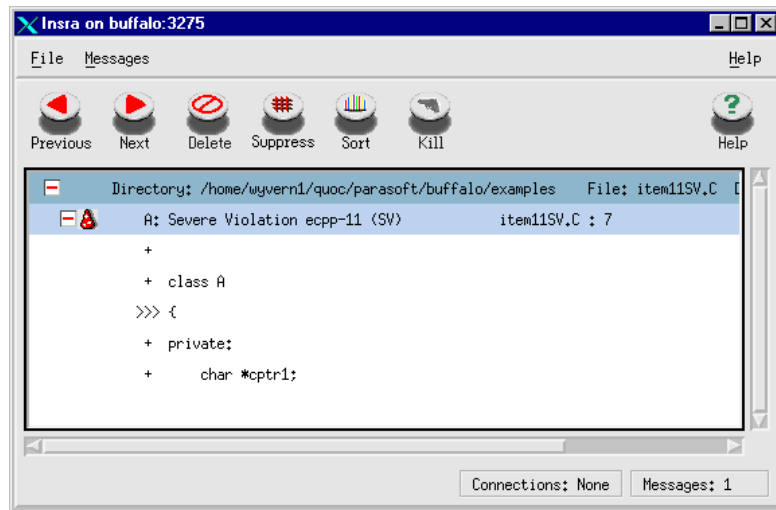 Insra on buffalo:3275
File Messages Help
Previous Next Delete Suppress Sort Kill Help
Directory: /home/wyvern1/quoc/parasoft/buffalo/examples File: item11SV.C
A: Severe Violation ecpp-11 (SV) item11SV.C : 7
+
+ class A
>>> {
+ private:
+ char *cptr1;
Connections: None Messages: 1